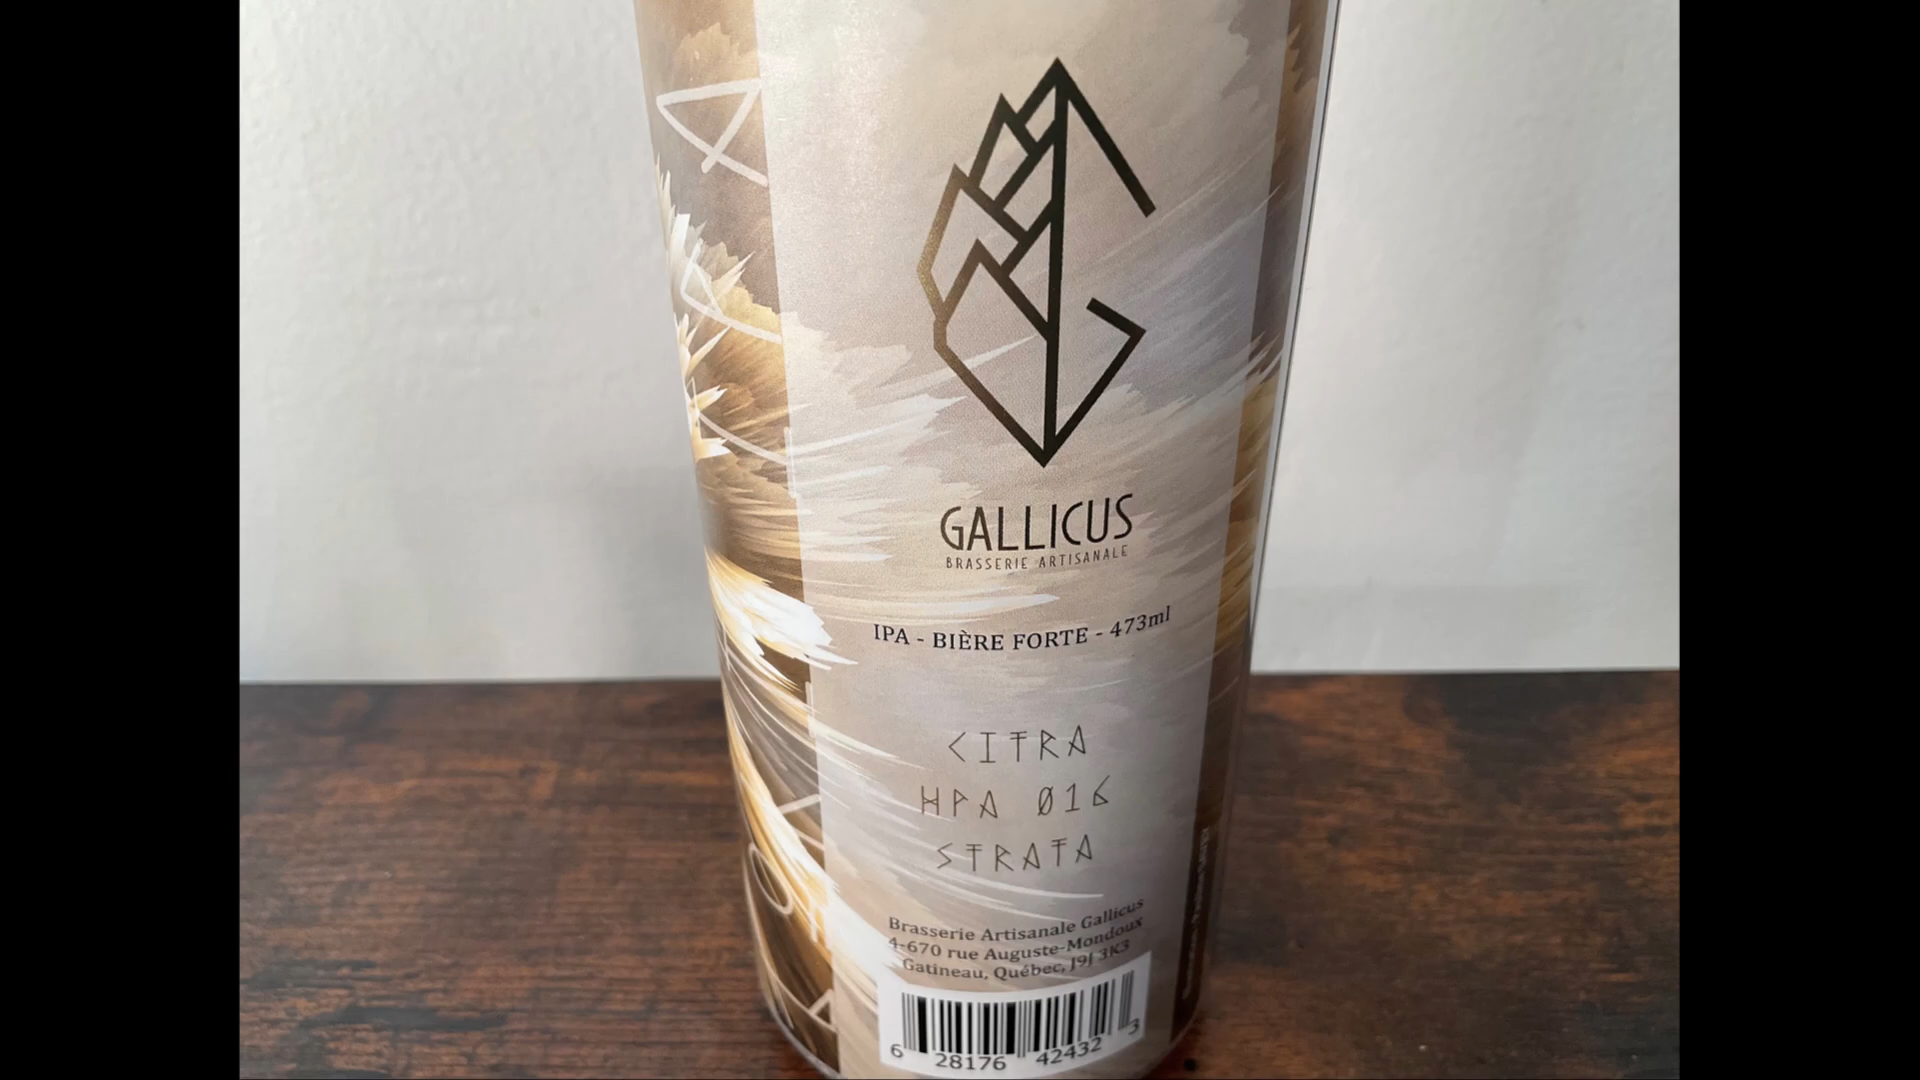 GALLICUS
BRASSERIE ARTISANALE
IPA - BIÈRE FORTE - 473ml
CITRA
HPA 016
STRATA
Brasserie Artisanale Gallicus
4-670 rue Auguste-Mondoux
Gatineau, Québec, J9J 3K3
6 28176 42432 3